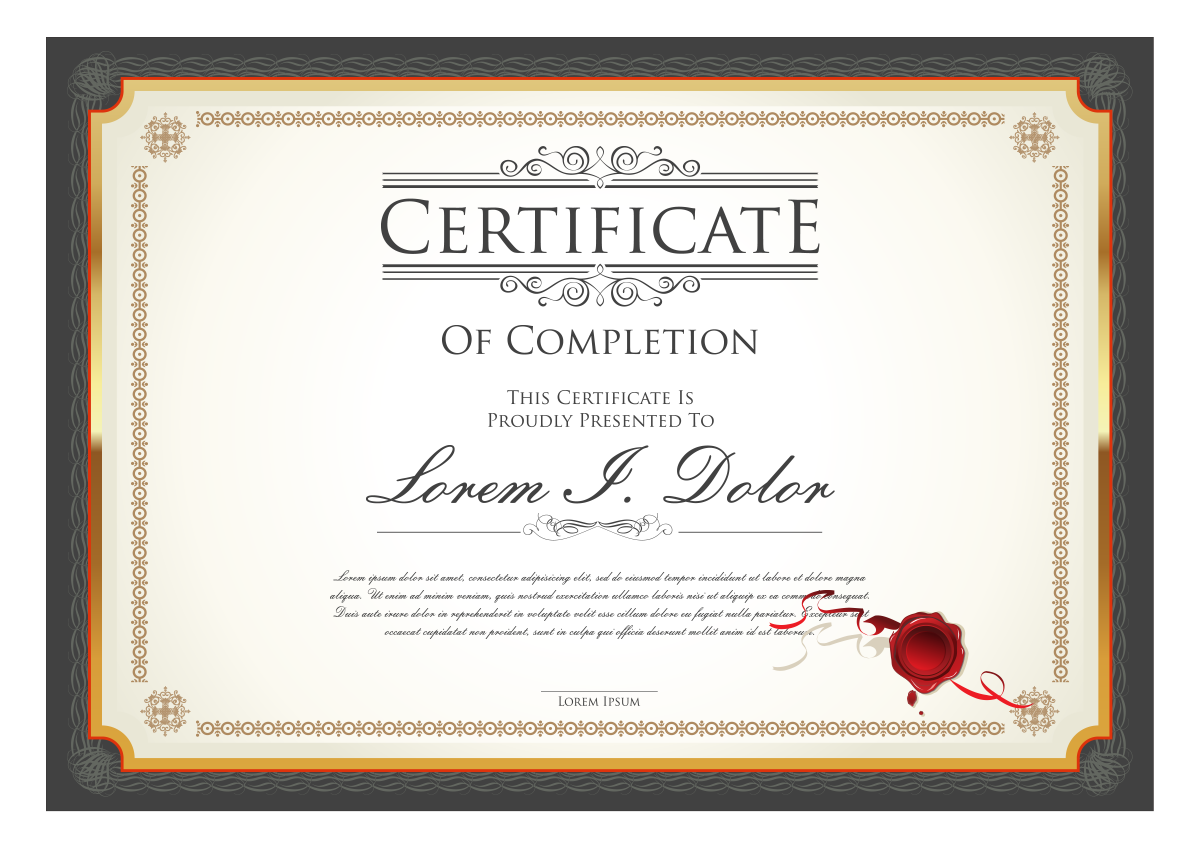 CERTIFICATE
OF COMPLETION
THIS CERTIFICATE IS
PROUDLY PRESENTED TO
Lorem I. Dolor
Lorem ipsum dolor sit amet, consectetur adipisicing elit, sed do eiusmod tempor incididunt ut labore et dolore magna
aliqua. Ut enim ad minim veniam, quis nostrud exercitation ullamco laboris nisi ut aliquip ex ea commodo consequat.
Duis aute irure dolor in reprehenderit in voluptate velit esse cillum dolore eu fugiat nulla pariatur. Excepteur sint
occaecat cupidatat non proident, sunt in culpa qui officia deserunt mollit anim id est laborum.
LOREM IPSUM